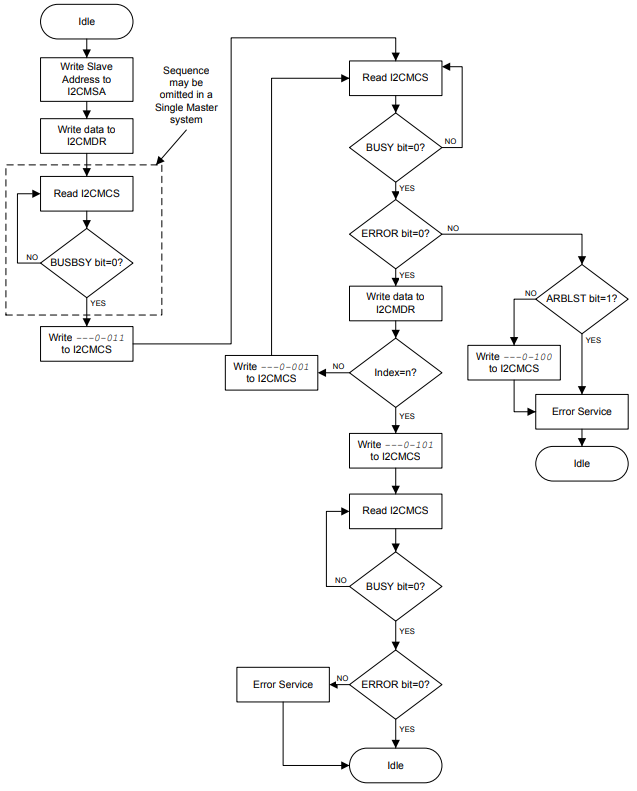 Idle
Write Slave
Address to
I2CMSA
Write data to
I2CMDR
Sequence
may be
omitted in a
Single Master
system
Read I2CMCS
BUSBSY bit=0?
NO
YES
Write ---0-011
to I2CMCS
Read I2CMCS
BUSY bit=0?
NO
YES
ERROR bit=0?
NO
YES
Write data to
I2CMDR
ARBLST bit=1?
NO
YES
Write ---0-100
to I2CMCS
Error Service
Idle
Index=n?
NO
YES
Write ---0-001
to I2CMCS
Write ---0-101
to I2CMCS
Read I2CMCS
BUSY bit=0?
NO
YES
ERROR bit=0?
NO
YES
Error Service
Idle